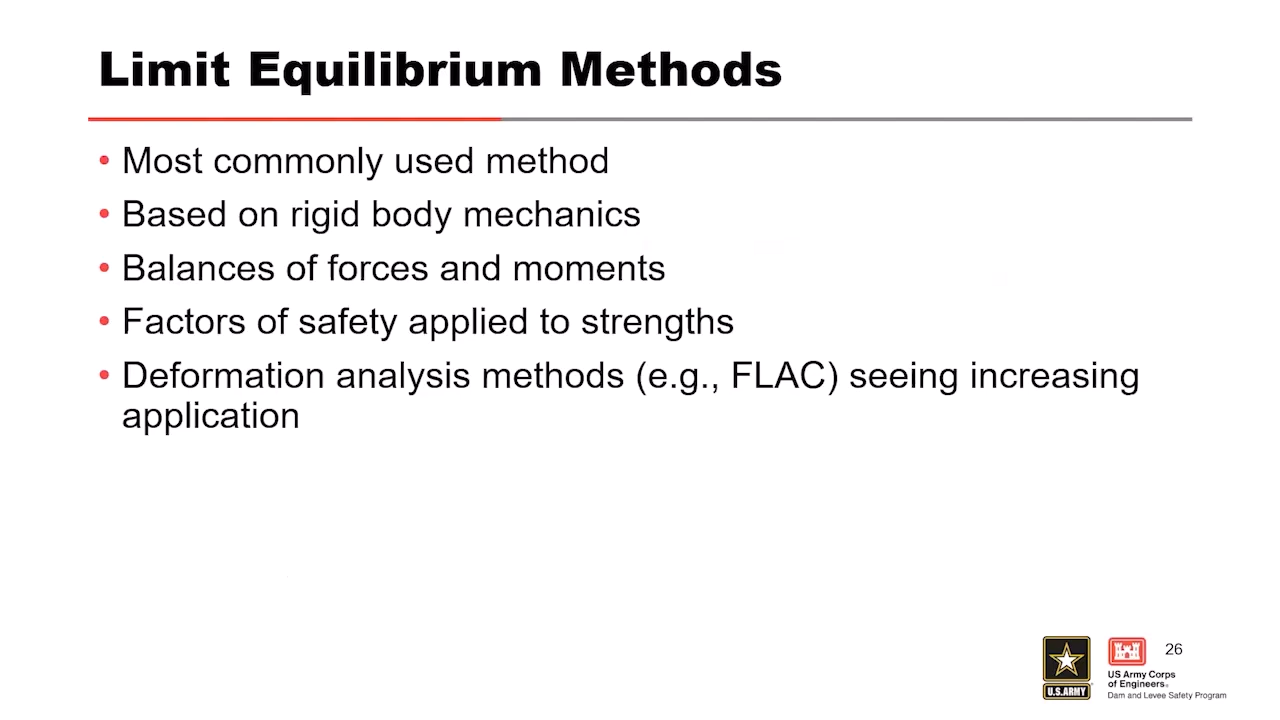 Limit Equilibrium Methods
• Most commonly used method
• Based on rigid body mechanics
• Balances of forces and moments
• Factors of safety applied to strengths
• Deformation analysis methods (e.g., FLAC) seeing increasing
application
26
U.S.ARMY
US Army Corps
of Engineers®
Dam and Levee Safety Program